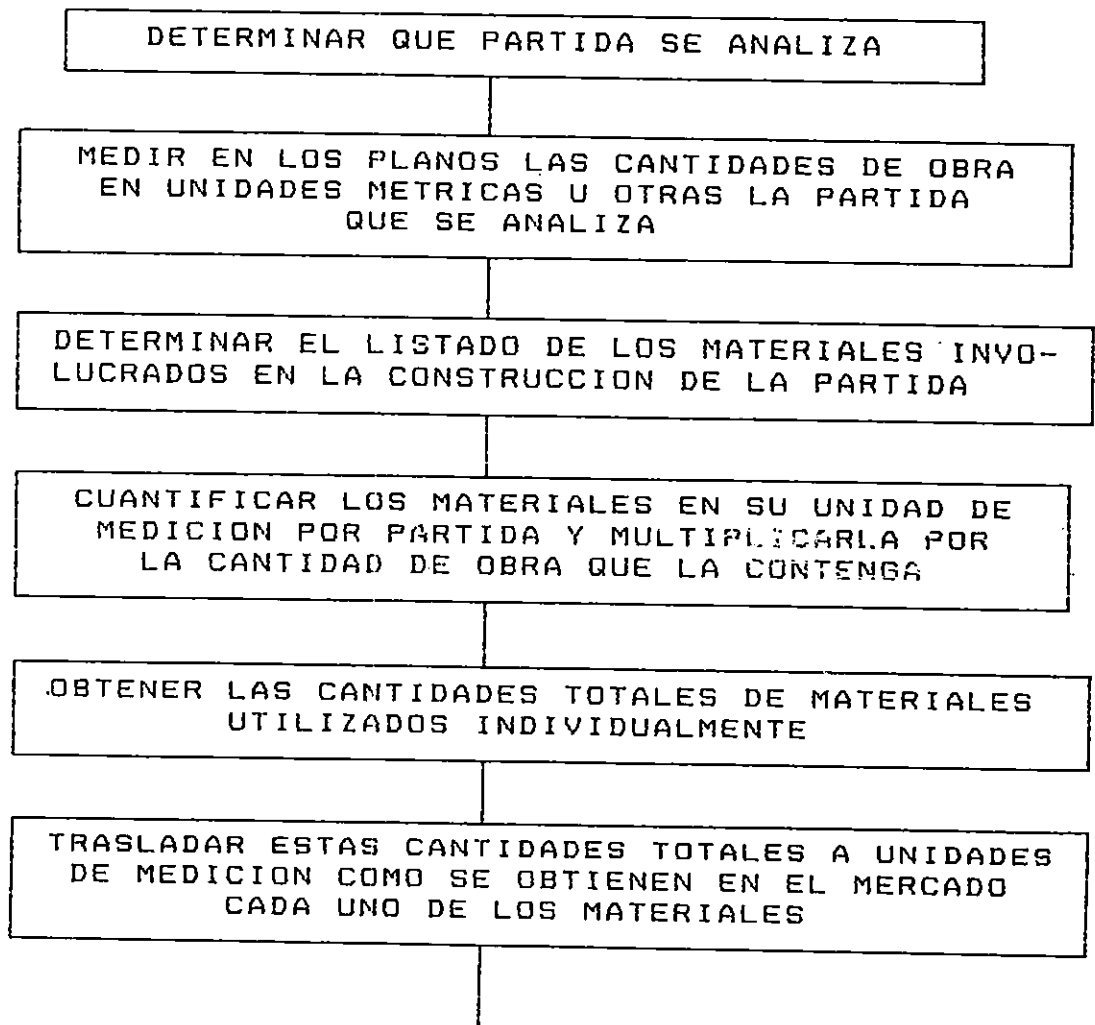 DETERMINAR QUE PARTIDA SE ANALIZA
MEDIR EN LOS PLANOS LAS CANTIDADES DE OBRA
EN UNIDADES METRICAS U OTRAS LA PARTIDA
QUE SE ANALIZA
DETERMINAR EL LISTADO DE LOS MATERIALES INVO-
LUCRADOS EN LA CONSTRUCCION DE LA PARTIDA
CUANTIFICAR LOS MATERIALES EN SU UNIDAD DE
MEDICION POR PARTIDA Y MULTIPLICARLA POR
LA CANTIDAD DE OBRA QUE LA CONTENGA
OBTENER LAS CANTIDADES TOTALES DE MATERIALES
UTILIZADOS INDIVIDUALMENTE
TRASLADAR ESTAS CANTIDADES TOTALES A UNIDADES
DE MEDICION COMO SE OBTIENEN EN EL MERCADO
CADA UNO DE LOS MATERIALES